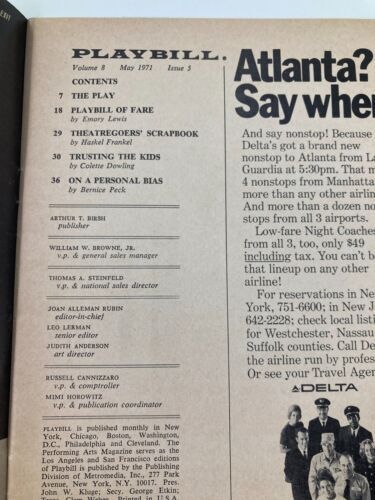 EXIT
PLAYBILL.
Volume 8 May 1971 Issue 5
CONTENTS
7 THE PLAY
18 PLAYBILL OF FARE
by Emory Lewis
29 THEATREGOERS' SCRAPBOOK
by Haskel Frankel
30 TRUSTING THE KIDS
by Colette Dowling
36 ON A PERSONAL BIAS
by Bernice Peck
ARTHUR T. BIRSH
publisher
WILLIAM W. BROWNE, JR.
v.p. & general sales manager
THOMAS A. STEINFELD
v.p. & national sales director
JOAN ALLEMAN RUBIN
editor-in-chief
LEO LERMAN
senior editor
JUDITH ANDERSON
art director
RUSSELL CANNIZZARO
v.p. & comptroller
MIMI HOROWITZ
v.p. & publication coordinator
PLAYBILL is published monthly in New
York, Chicago, Boston, Washington,
D.C., Philadelphia and Cleveland. The
Performing Arts Magazine serves as the
Los Angeles and San Francisco editions
of Playbill is published by the Publishing
Division of Metromedia, Inc., 277 Park
Avenue, New York, N.Y. 10017. Pres.
John W. Kluge; Secy. George Etkin;
Printed in U.S.A.
Atlanta?
Say when
And say nonstop! Because
Delta's got a brand new
nonstop to Atlanta from La
Guardia at 5:30pm. That m
4 nonstops from Manhatta
more than any other airlin
And more than a dozen no
stops from all 3 airports.
Low-fare Night Coaches
from all 3, too, only $49
including tax. You can't b
that lineup on any other
airline!
For reservations in Ne
York, 751-6600; in New J
642-2228; check local listi
for Westchester, Nassau
Suffolk counties. Call De
the airline run by profes
Or see your Travel Agen
DELTA